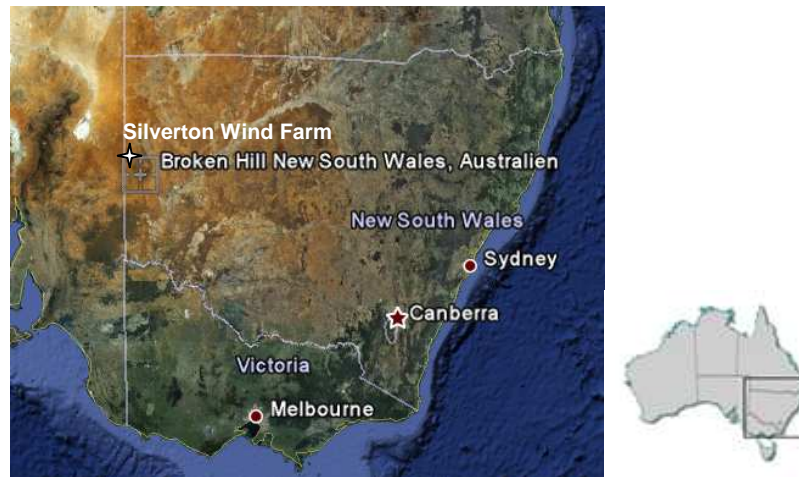 Silverton Wind Farm
Broken Hill New South Wales, Australien
New South Wales
Sydney
Canberra
Victoria
Melbourne